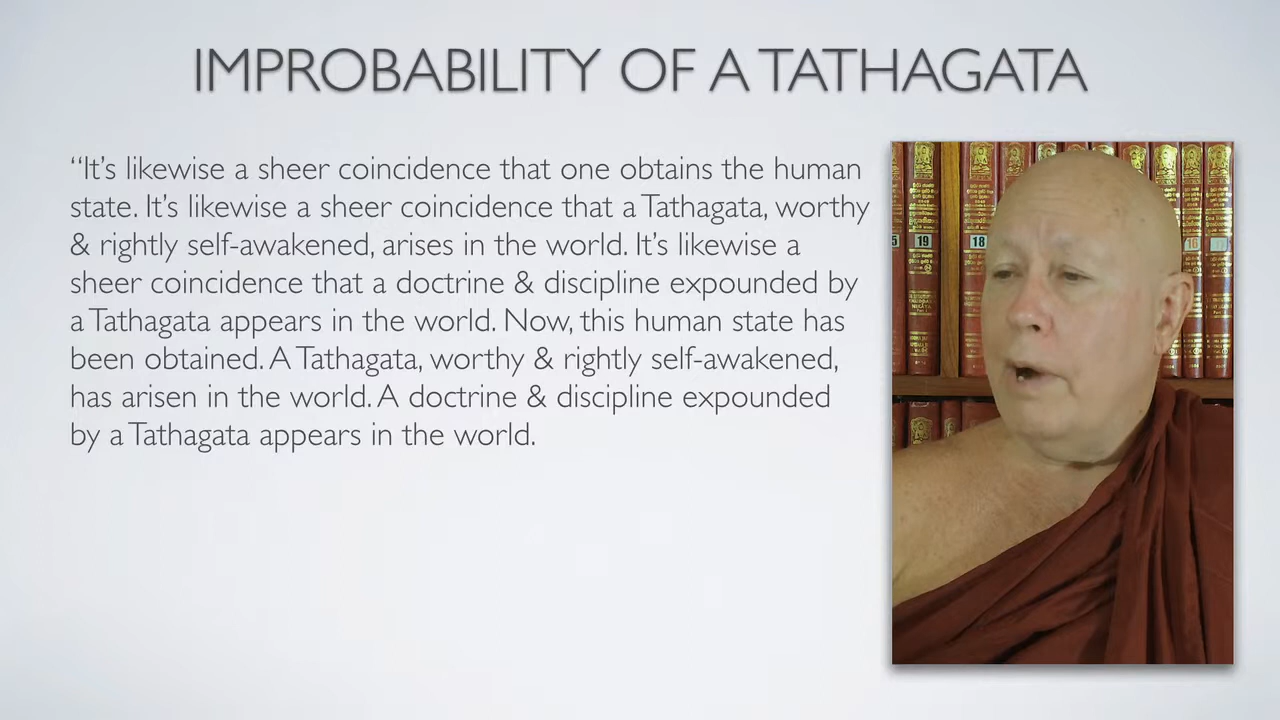 IMPROBABILITY OF A TATHAGATA
“It’s likewise a sheer coincidence that one obtains the human
state. It’s likewise a sheer coincidence that a Tathagata, worthy
& rightly self-awakened, arises in the world. It’s likewise a
sheer coincidence that a doctrine & discipline expounded by
a Tathagata appears in the world. Now, this human state has
been obtained. A Tathagata, worthy & rightly self-awakened,
has arisen in the world. A doctrine & discipline expounded
by a Tathagata appears in the world.
19
18
16